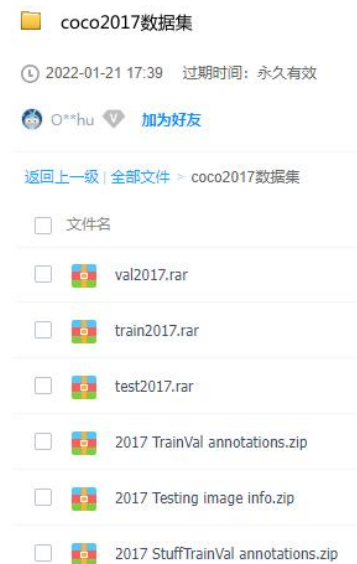 coco2017数据集
2022-01-21 17:39 过期时间：永久有效
O**hu V 加为好友
返回上一级 | 全部文件 > coco2017数据集
文件名
val2017.rar
train2017.rar
test2017.rar
2017 TrainVal annotations.zip
2017 Testing image info.zip
2017 StuffTrainVal annotations.zip